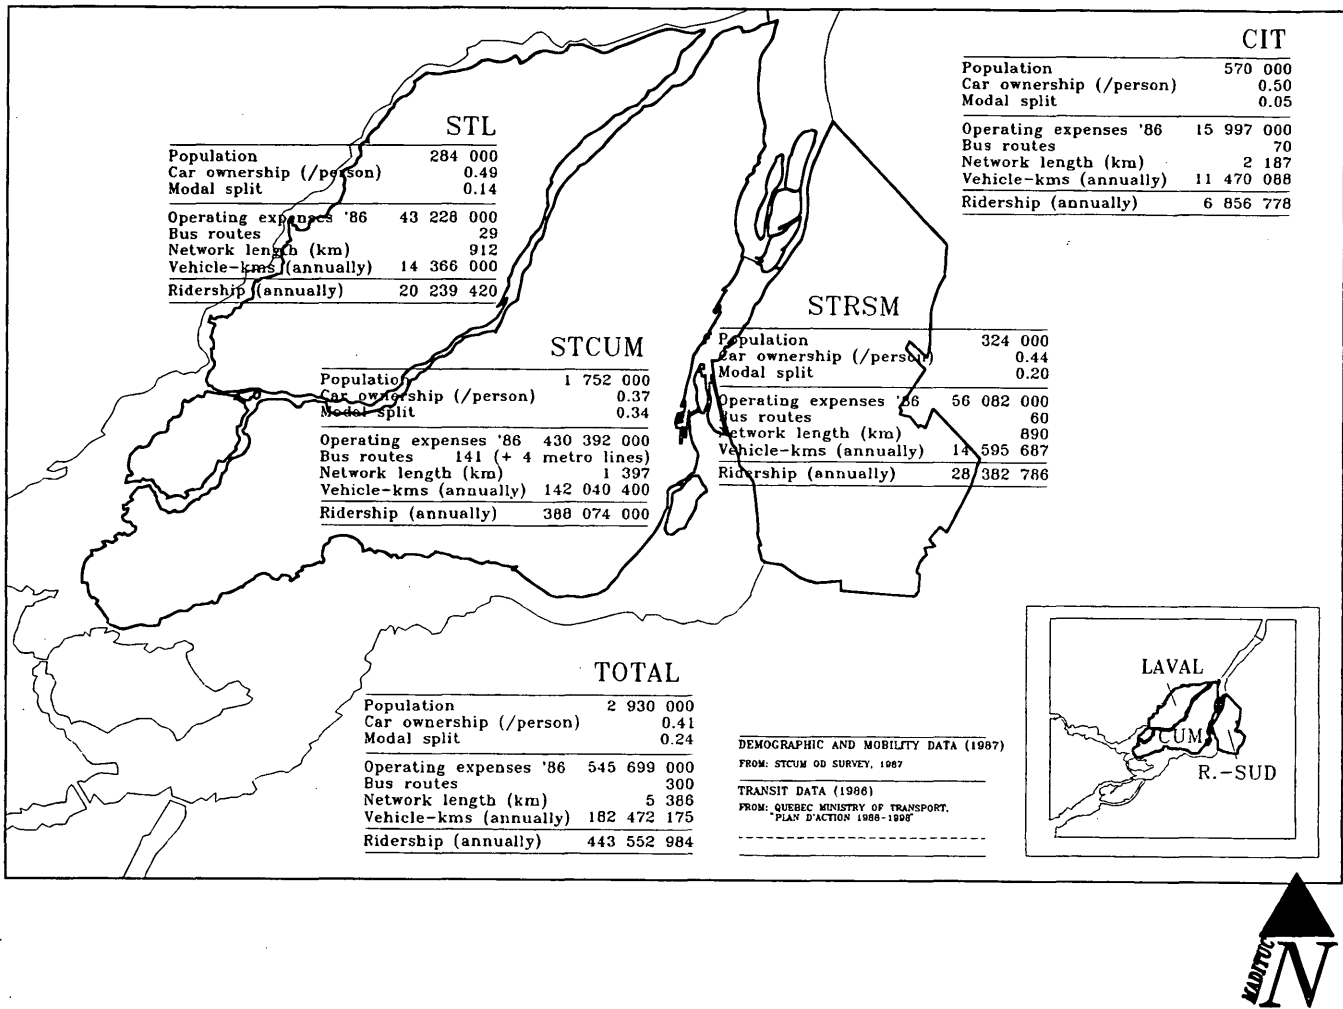 CIT
Population 570 000
Car ownership (/person) 0.50
Modal split 0.05
Operating expenses '86 15 997 000
Bus routes 70
Network length (km) 2 187
Vehicle-kms (annually) 11 470 088
Ridership (annually) 6 856 778
STL
Population 284 000
Car ownership (/person) 0.49
Modal split 0.14
Operating expenses '86 43 228 000
Bus routes 29
Network length (km) 912
Vehicle-kms (annually) 14 366 000
Ridership (annually) 20 239 420
STRSM
Population 324 000
Car ownership (/person) 0.44
Modal split 0.20
Operating expenses '86 56 082 000
Bus routes 60
Network length (km) 890
Vehicle-kms (annually) 14 595 687
Ridership (annually) 28 382 786
STCUM
Population 1 752 000
Car ownership (/person) 0.37
Modal split 0.34
Operating expenses '86 430 392 000
Bus routes 141 (+ 4 metro lines)
Network length (km) 1 397
Vehicle-kms (annually) 142 040 400
Ridership (annually) 388 074 000
TOTAL
Population 2 930 000
Car ownership (/person) 0.41
Modal split 0.24
Operating expenses '86 545 699 000
Bus routes 300
Network length (km) 5 386
Vehicle-kms (annually) 182 472 175
Ridership (annually) 443 552 984
DEMOGRAPHIC AND MOBILITY DATA (1987)
FROM: STCUM OD SURVEY, 1987
TRANSIT DATA (1986)
FROM: QUEBEC MINISTRY OF TRANSPORT.
"PLAN D'ACTION 1988-1998"
LAVAL
CUM
R.-SUD
MADITUC
N